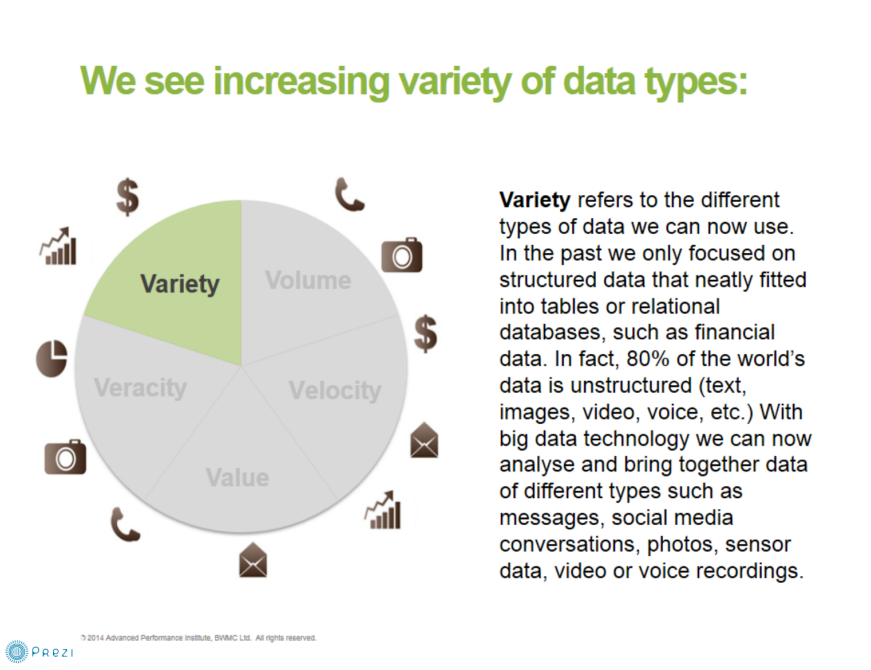 We see increasing variety of data types:
Variety
Volume
Veracity
Velocity
Value
Variety refers to the different
types of data we can now use.
In the past we only focused on
structured data that neatly fitted
into tables or relational
databases, such as financial
data. In fact, 80% of the world's
data is unstructured (text,
images, video, voice, etc.) With
big data technology we can now
analyse and bring together data
of different types such as
messages, social media
conversations, photos, sensor
data, video or voice recordings.
© 2014 Advanced Performance Institute, BWMC Ltd. All rights reserved.
Prezi